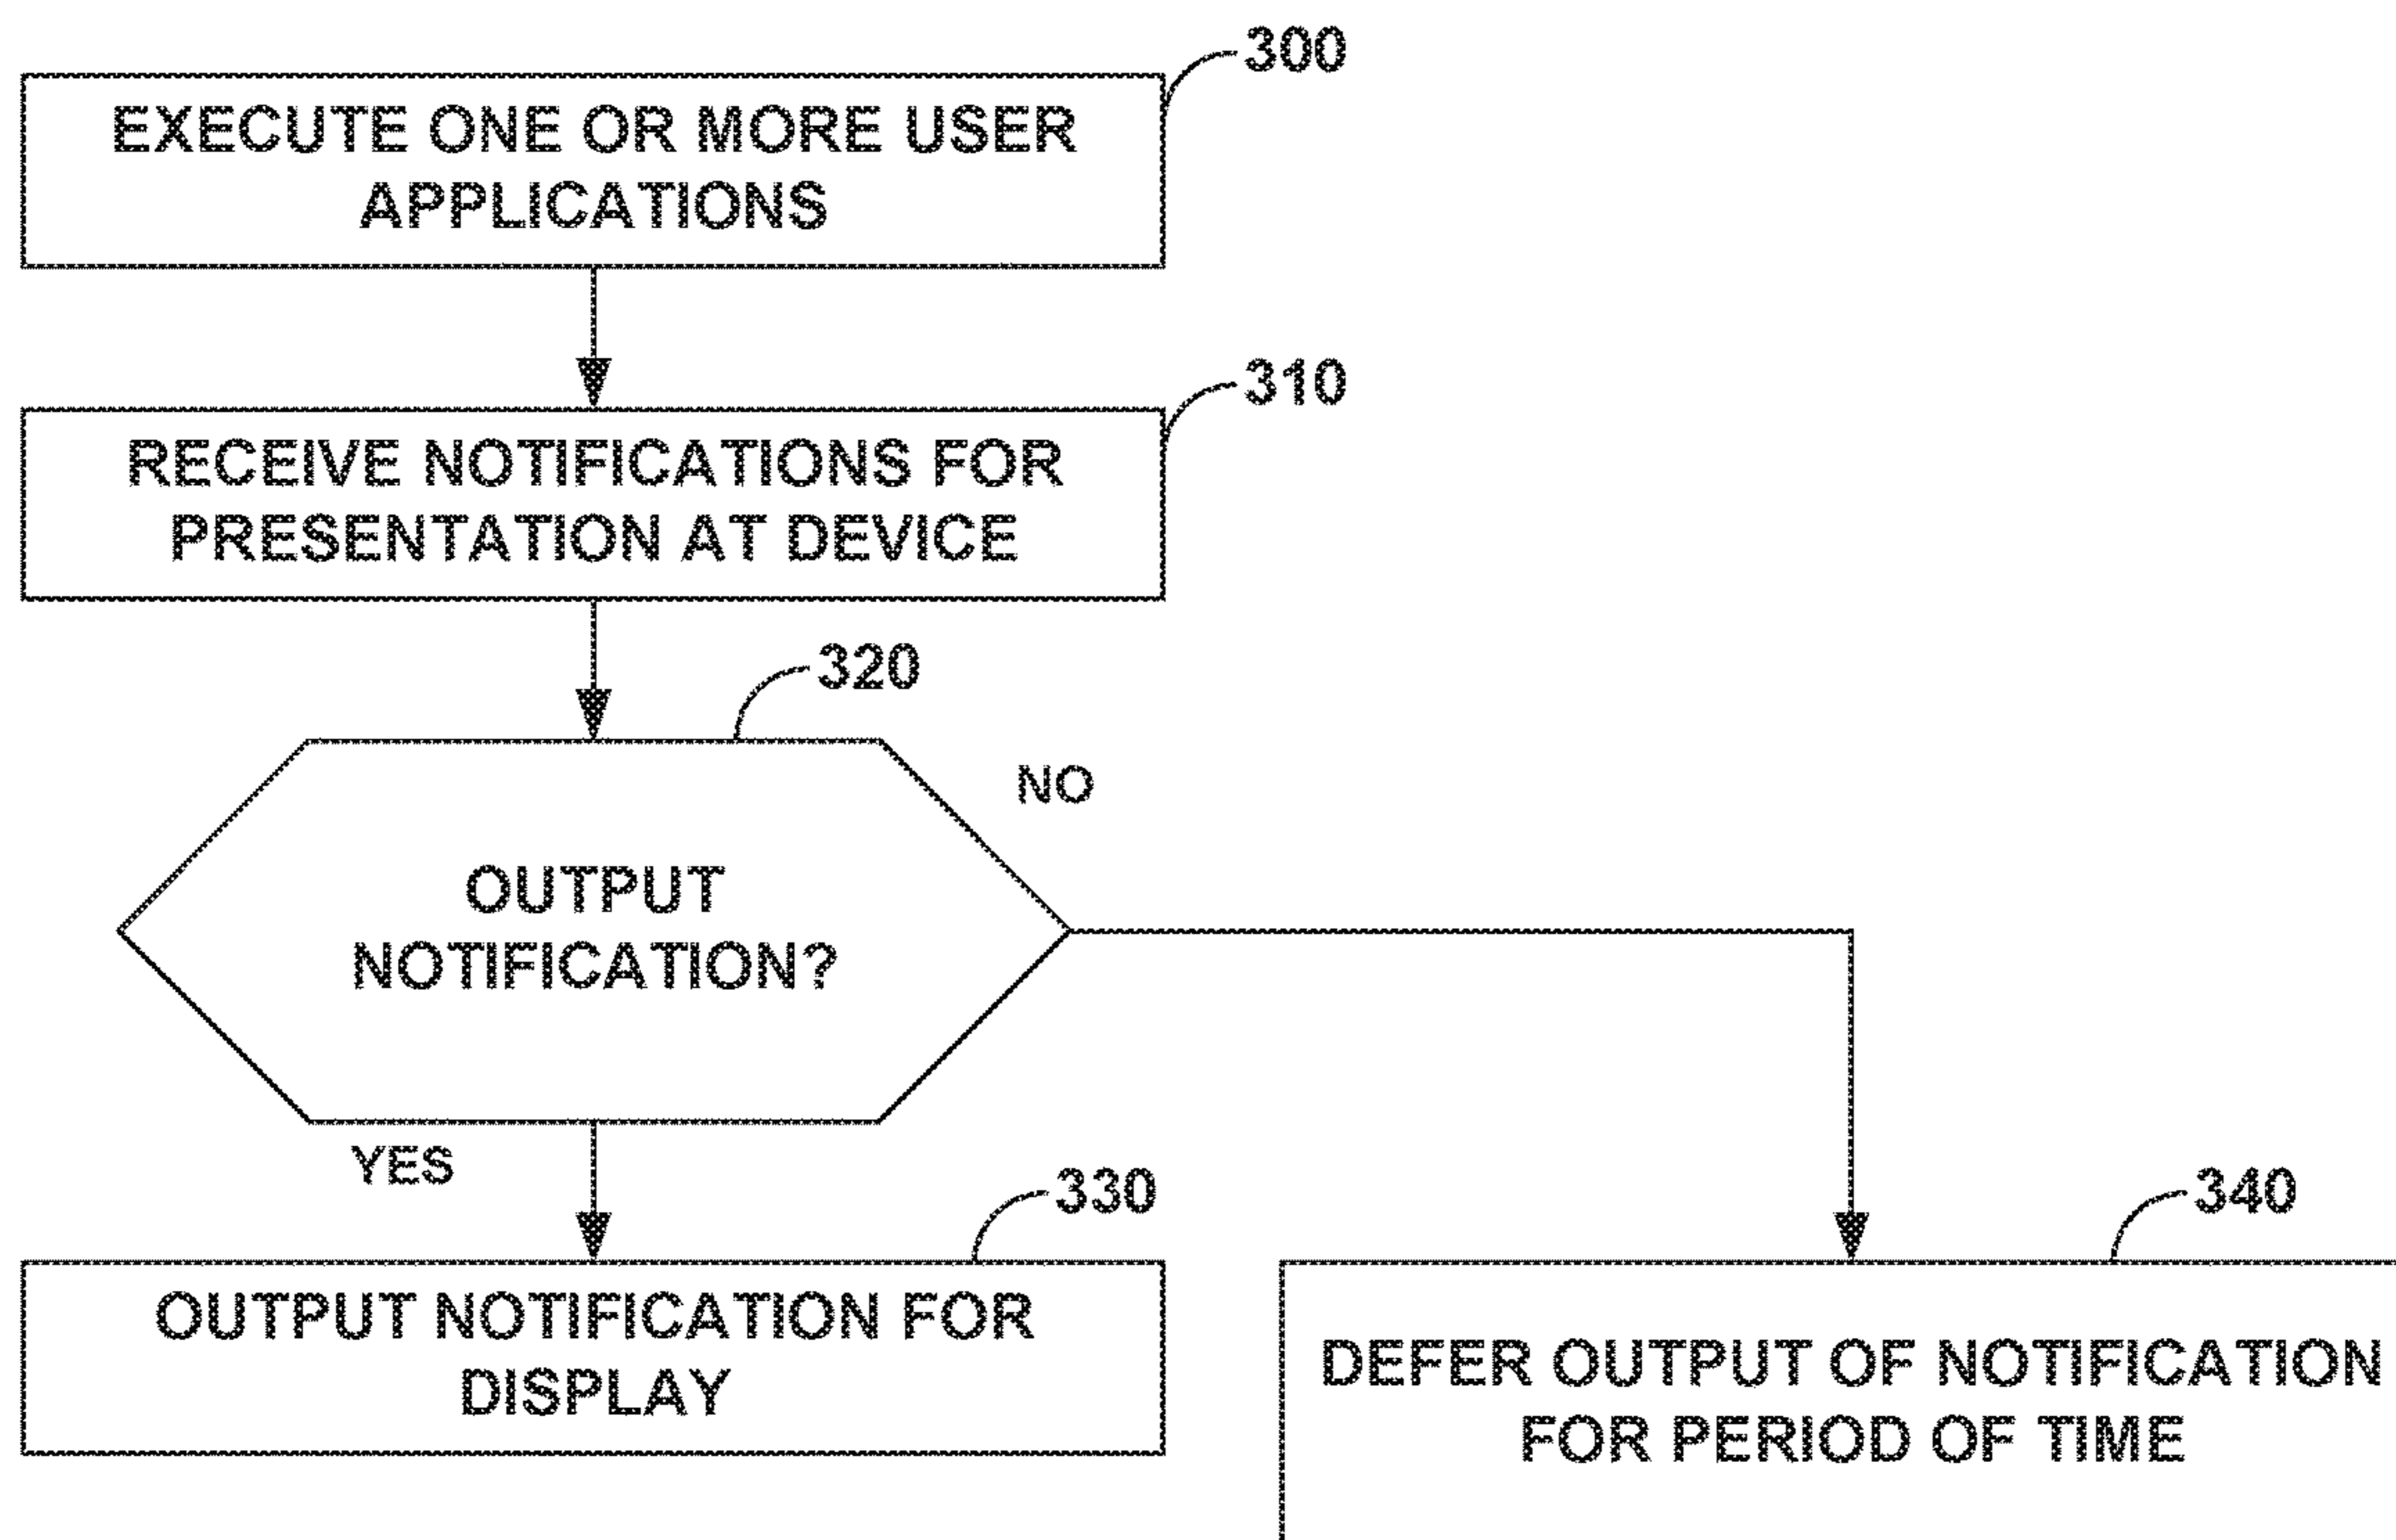 300
EXECUTE ONE OR MORE USER
APPLICATIONS
310
RECEIVE NOTIFICATIONS FOR
PRESENTATION AT DEVICE
320
NO
OUTPUT
NOTIFICATION?
YES
330
OUTPUT NOTIFICATION FOR
DISPLAY
340
DEFER OUTPUT OF NOTIFICATION
FOR PERIOD OF TIME